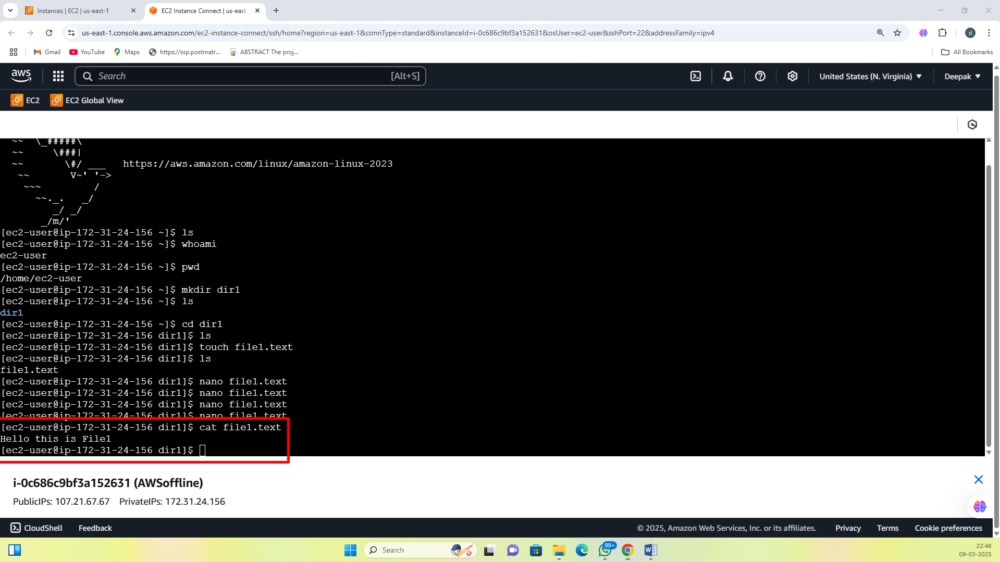 Instances | EC2 | us-east-1
EC2 Instance Connect | us-east-
us-east-1.console.aws.amazon.com/ec2-instance-connect/ssh/home?region=us-east-1&connType=standard&instanceId=i-0c686c9bf3a152631&osUser=ec2-user&sshPort=22&addressFamily=ipv4
d
Gmail
YouTube
Maps
https://ssp.postmatr...
ABSTRACT The proj...
All Bookmarks
aws
Search
[Alt+S]
United States (N. Virginia)
Deepak
EC2
EC2 Global View
~~  \_#####\
~~     \###|
~~       \#/ ___   https://aws.amazon.com/linux/amazon-linux-2023
~~       V~' '->
~~~         /
~~._.   _/
_/ _/
_/m/'
[ec2-user@ip-172-31-24-156 ~]$ ls
[ec2-user@ip-172-31-24-156 ~]$ whoami
ec2-user
[ec2-user@ip-172-31-24-156 ~]$ pwd
/home/ec2-user
[ec2-user@ip-172-31-24-156 ~]$ mkdir dir1
[ec2-user@ip-172-31-24-156 ~]$ ls
dir1
[ec2-user@ip-172-31-24-156 ~]$ cd dir1
[ec2-user@ip-172-31-24-156 dir1]$ ls
[ec2-user@ip-172-31-24-156 dir1]$ touch file1.text
[ec2-user@ip-172-31-24-156 dir1]$ ls
file1.text
[ec2-user@ip-172-31-24-156 dir1]$ nano file1.text
[ec2-user@ip-172-31-24-156 dir1]$ nano file1.text
[ec2-user@ip-172-31-24-156 dir1]$ nano file1.text
[ec2-user@ip-172-31-24-156 dir1]$ nano file1.text
[ec2-user@ip-172-31-24-156 dir1]$ cat file1.text
Hello this is File1
[ec2-user@ip-172-31-24-156 dir1]$
i-0c686c9bf3a152631 (AWSoffline)
PublicIPs: 107.21.67.67 PrivateIPs: 172.31.24.156
CloudShell
Feedback
© 2025, Amazon Web Services, Inc. or its affiliates.
Privacy
Terms
Cookie preferences
Search
99+
22:48
09-03-2025